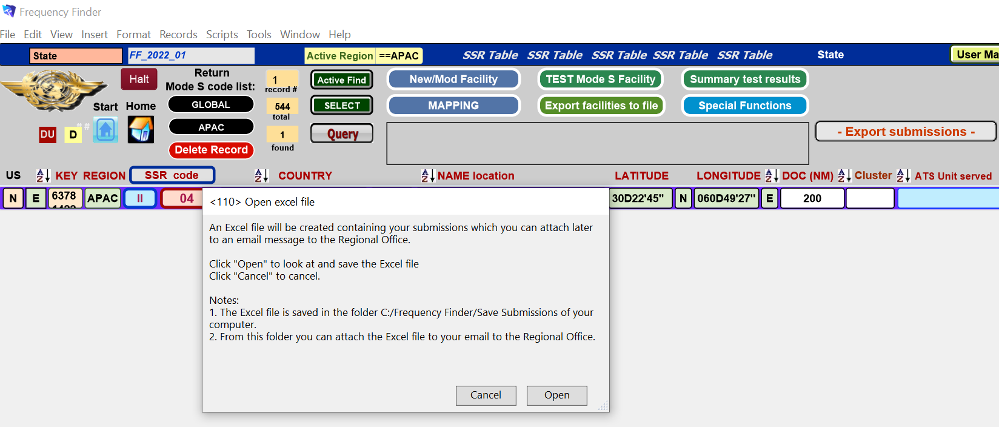 Frequency Finder
File Edit View Insert Format Records Scripts Tools Window Help
State FF_2022_01 Active Region ==APAC SSR Table SSR Table SSR Table SSR Table SSR Table State User Ma
Halt Return 1 Active Find New/Mod Facility TEST Mode S Facility Summary test results
Mode S code list: record #
Start Home GLOBAL 544 SELECT MAPPING Export facilities to file Special Functions
total
# #
DU D APAC 1 Query - Export submissions -
Delete Record found
US A Z KEY REGION SSR code A Z COUNTRY A Z NAME location LATITUDE LONGITUDE A Z DOC (NM) A Z Cluster A Z ATS Unit served
N E 6378 APAC II 04 30D22'45" N 060D49'27" E 200
<110> Open excel file
An Excel file will be created containing your submissions which you can attach later
to an email message to the Regional Office.
Click "Open" to look at and save the Excel file
Click "Cancel" to cancel.
Notes:
1. The Excel file is saved in the folder C:/Frequency Finder/Save Submissions of your
computer.
2. From this folder you can attach the Excel file to your email to the Regional Office.
Cancel Open